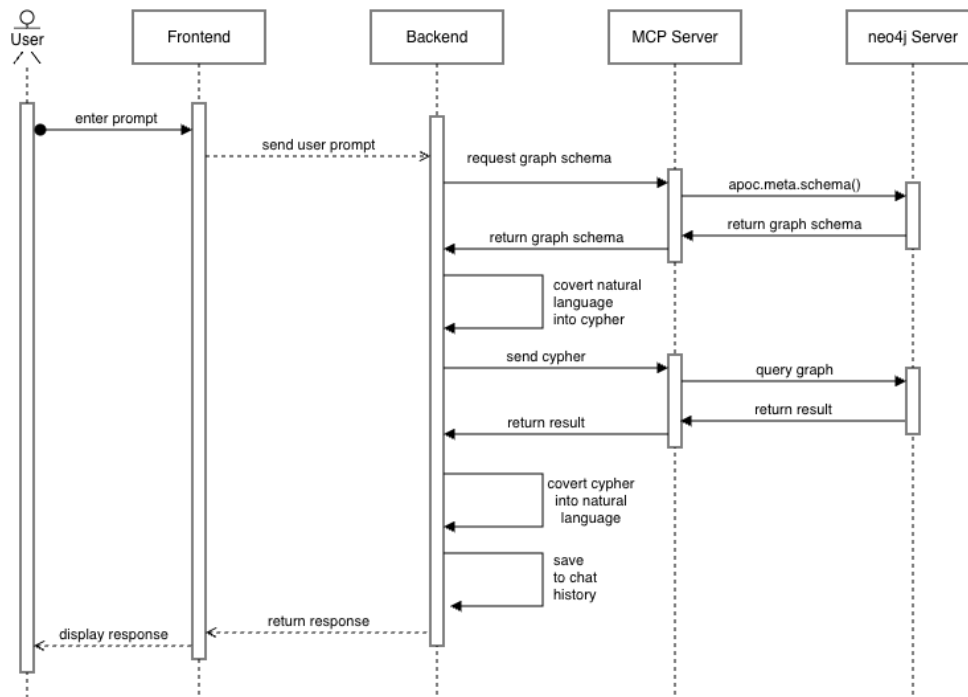 User
Frontend
Backend
MCP Server
neo4j Server
enter prompt
send user prompt
request graph schema
apoc.meta.schema()
return graph schema
return graph schema
covert natural
language
into cypher
send cypher
query graph
return result
return result
covert cypher
into natural
language
save
to chat
history
return response
display response